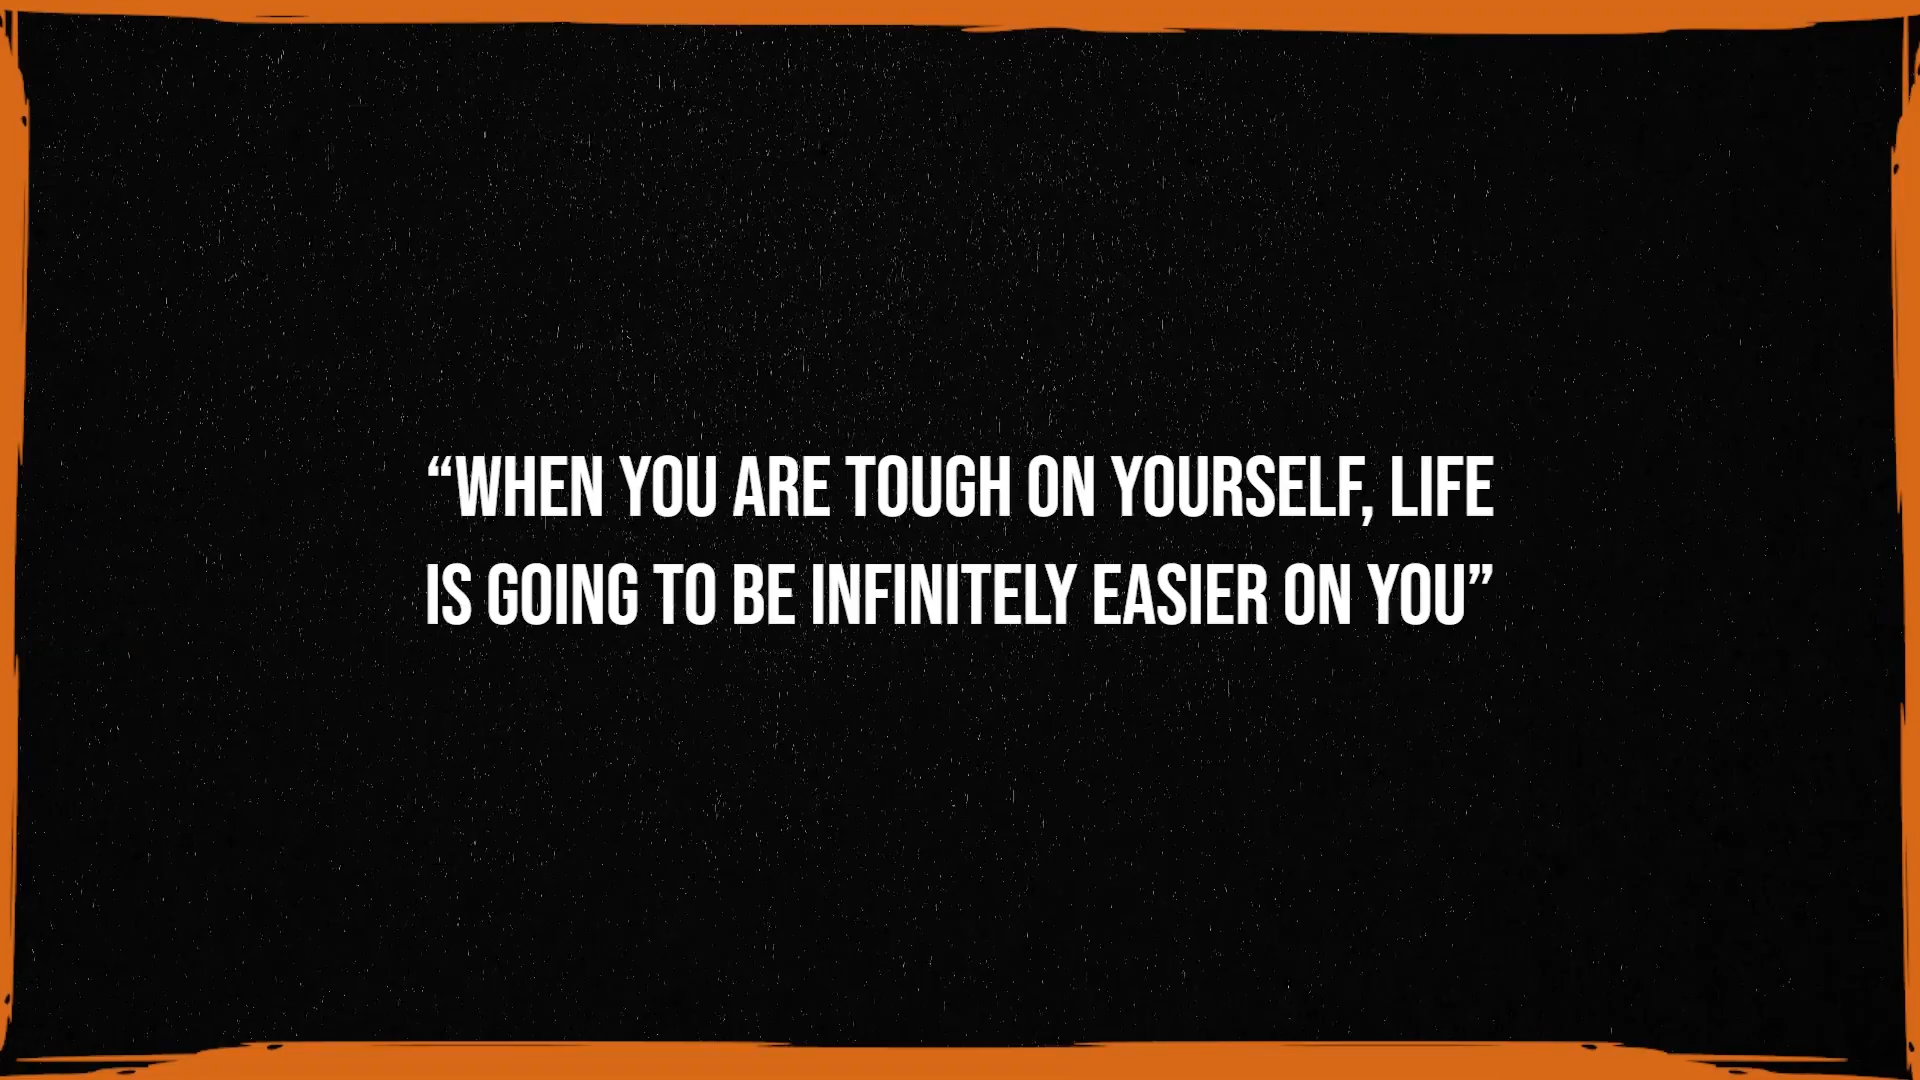 “WHEN YOU ARE TOUGH ON YOURSELF, LIFE
IS GOING TO BE INFINITELY EASIER ON YOU”